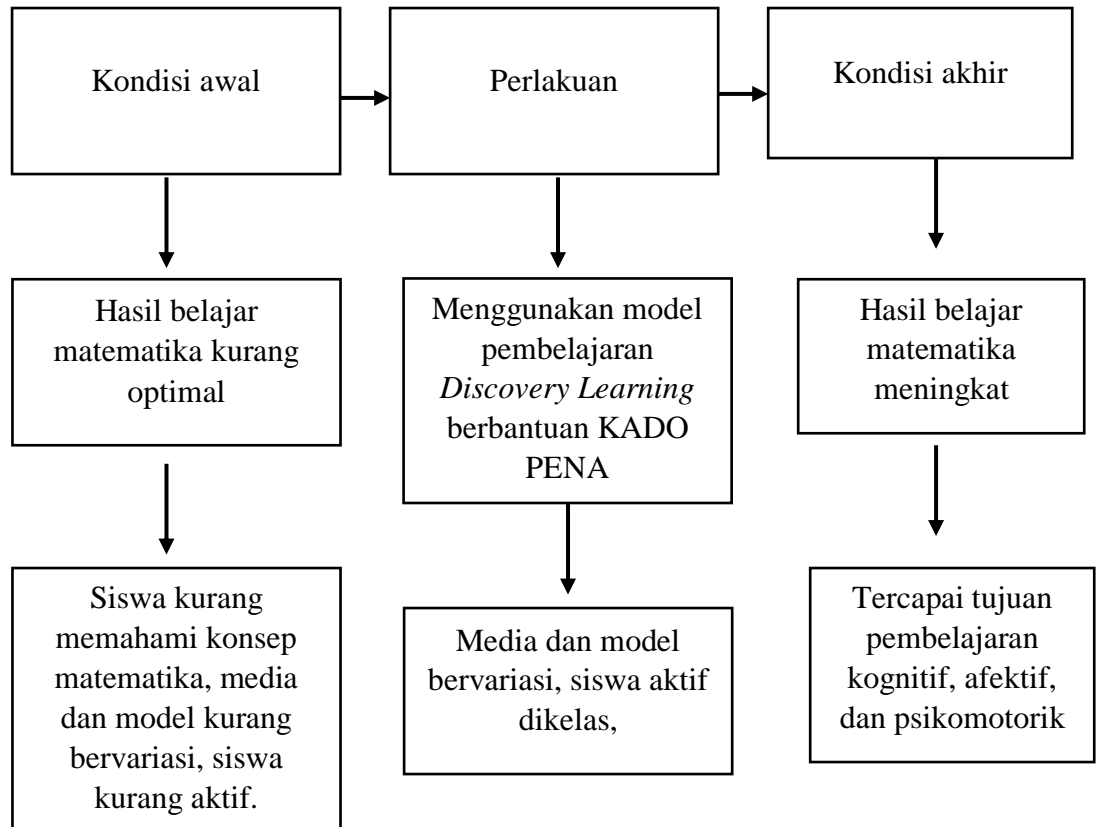 Kondisi awal
Perlakuan
Kondisi akhir
Hasil belajar
matematika kurang
optimal
Menggunakan model
pembelajaran
Discovery Learning
berbantuan KADO
PENA
Hasil belajar
matematika
meningkat
Siswa kurang
memahami konsep
matematika, media
dan model kurang
bervariasi, siswa
kurang aktif.
Media dan model
bervariasi, siswa aktif
dikelas,
Tercapai tujuan
pembelajaran
kognitif, afektif,
dan psikomotorik